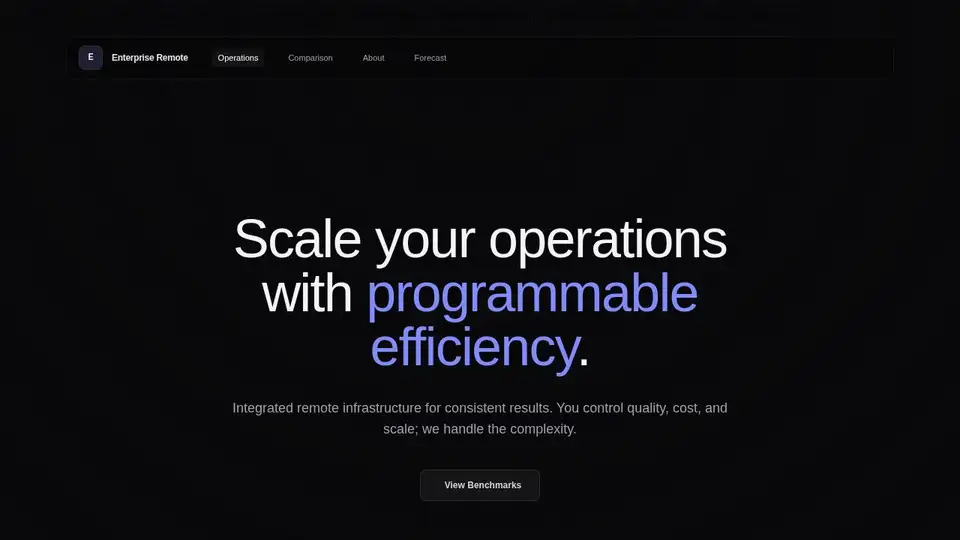 E
Enterprise Remote
Operations
Comparison
About
Forecast
Scale your operations
with programmable
efficiency.
Integrated remote infrastructure for consistent results. You control quality, cost, and
scale; we handle the complexity.
View Benchmarks